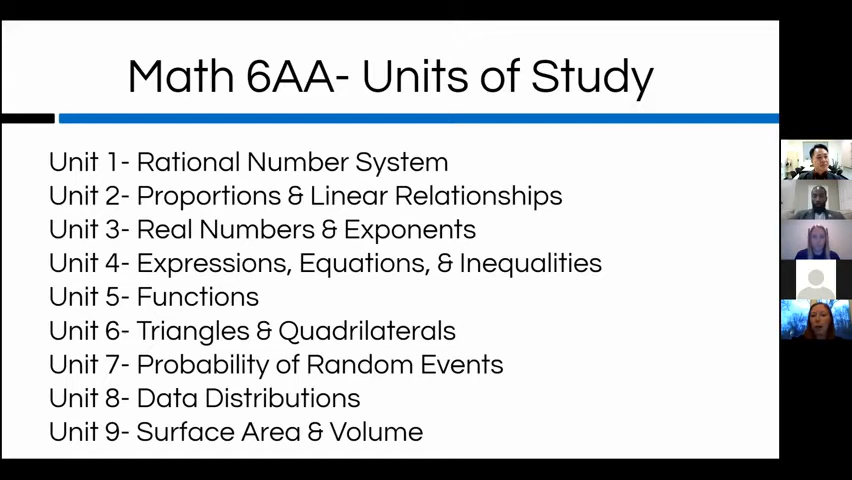 Math 6AA- Units of Study
Unit 1- Rational Number System
Unit 2- Proportions & Linear Relationships
Unit 3- Real Numbers & Exponents
Unit 4- Expressions, Equations, & Inequalities
Unit 5- Functions
Unit 6- Triangles & Quadrilaterals
Unit 7- Probability of Random Events
Unit 8- Data Distributions
Unit 9- Surface Area & Volume